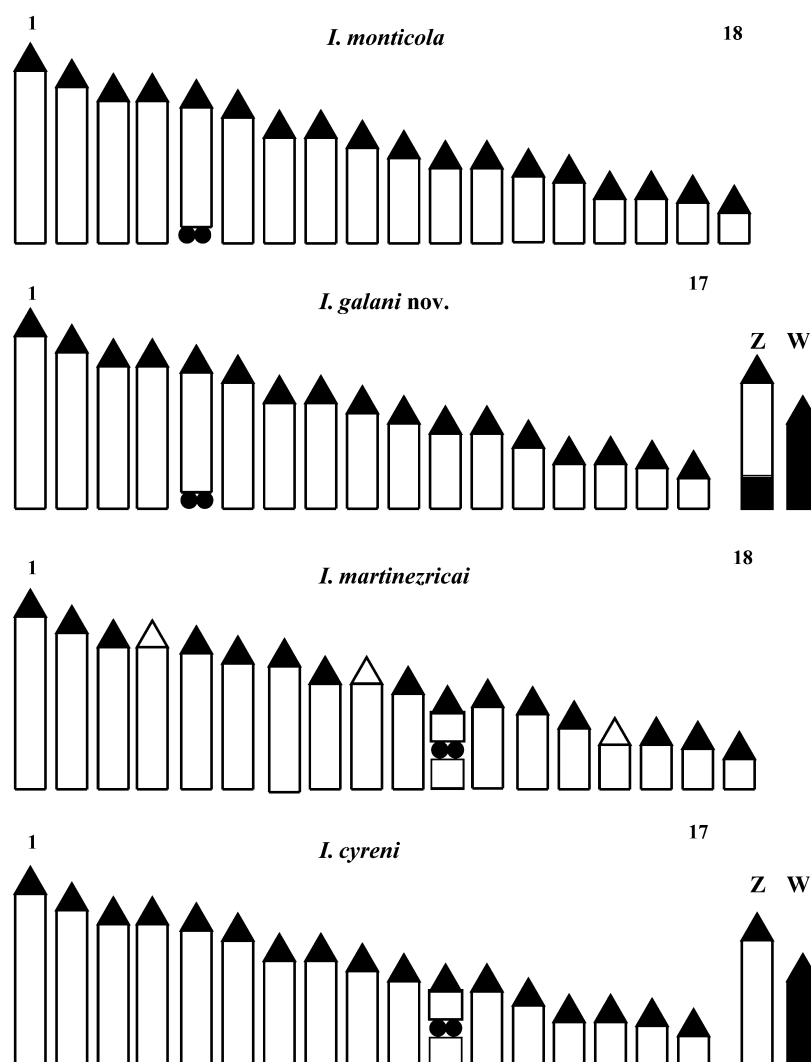 1 I. monticola 18
1 I. galani nov. 17
Z W
1 I. martinezricai 18
1 I. cyreni 17
Z W